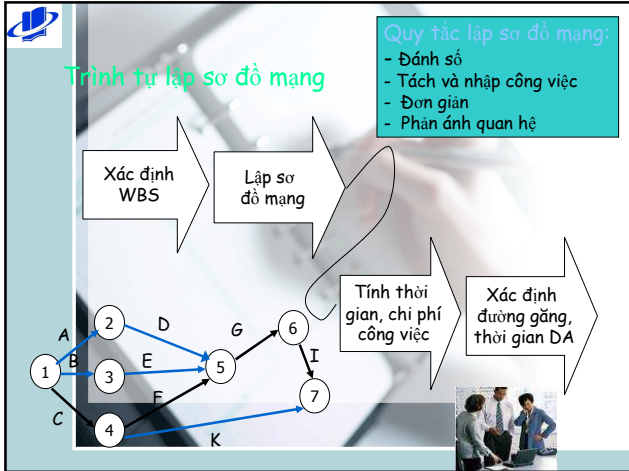 Quy tắc lập sơ đồ mạng:
- Đánh số
- Tách và nhập công việc
- Đơn giản
- Phản ánh quan hệ
Trình tự lập sơ đồ mạng
Xác định
WBS
Lập sơ
đồ mạng
Tính thời
gian, chi phí
công việc
Xác định
đường găng,
thời gian DA
A
B
C
D
E
F
G
I
K
1
2
3
4
5
6
7